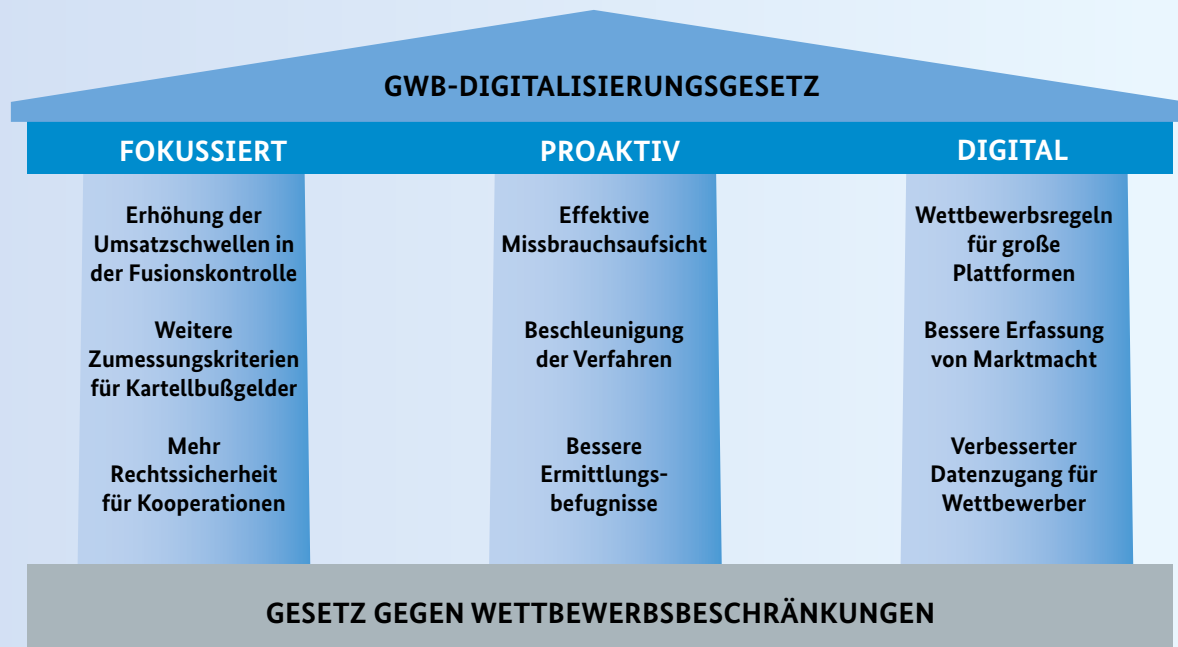 GWB-DIGITALISIERUNGSGESETZ
FOKUSSIERT
Erhöhung der
Umsatzschwellen in
der Fusionskontrolle
Weitere
Zumessungskriterien
für Kartellbußgelder
Mehr
Rechtssicherheit
für Kooperationen
PROAKTIV
Effektive
Missbrauchsaufsicht
Beschleunigung
der Verfahren
Bessere
Ermittlungs-
befugnisse
DIGITAL
Wettbewerbsregeln
für große
Plattformen
Bessere Erfassung
von Marktmacht
Verbesserter
Datenzugang für
Wettbewerber
GESETZ GEGEN WETTBEWERBSBESCHRÄNKUNGEN